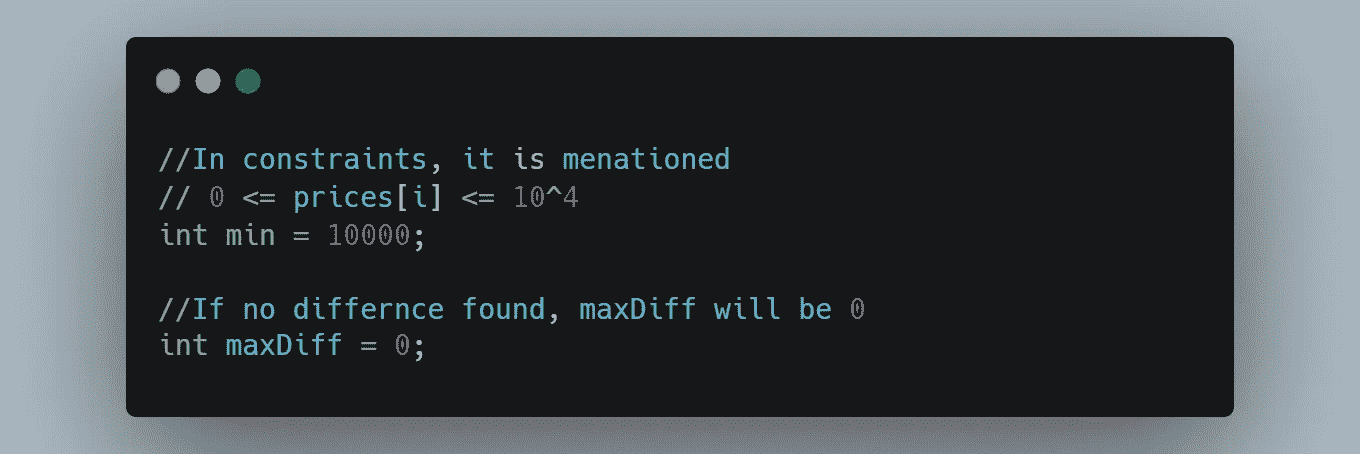 //In constraints, it is menationed
// 0 <= prices[i] <= 10^4
int min = 10000;
//If no differnce found, maxDiff will be 0
int maxDiff = 0;